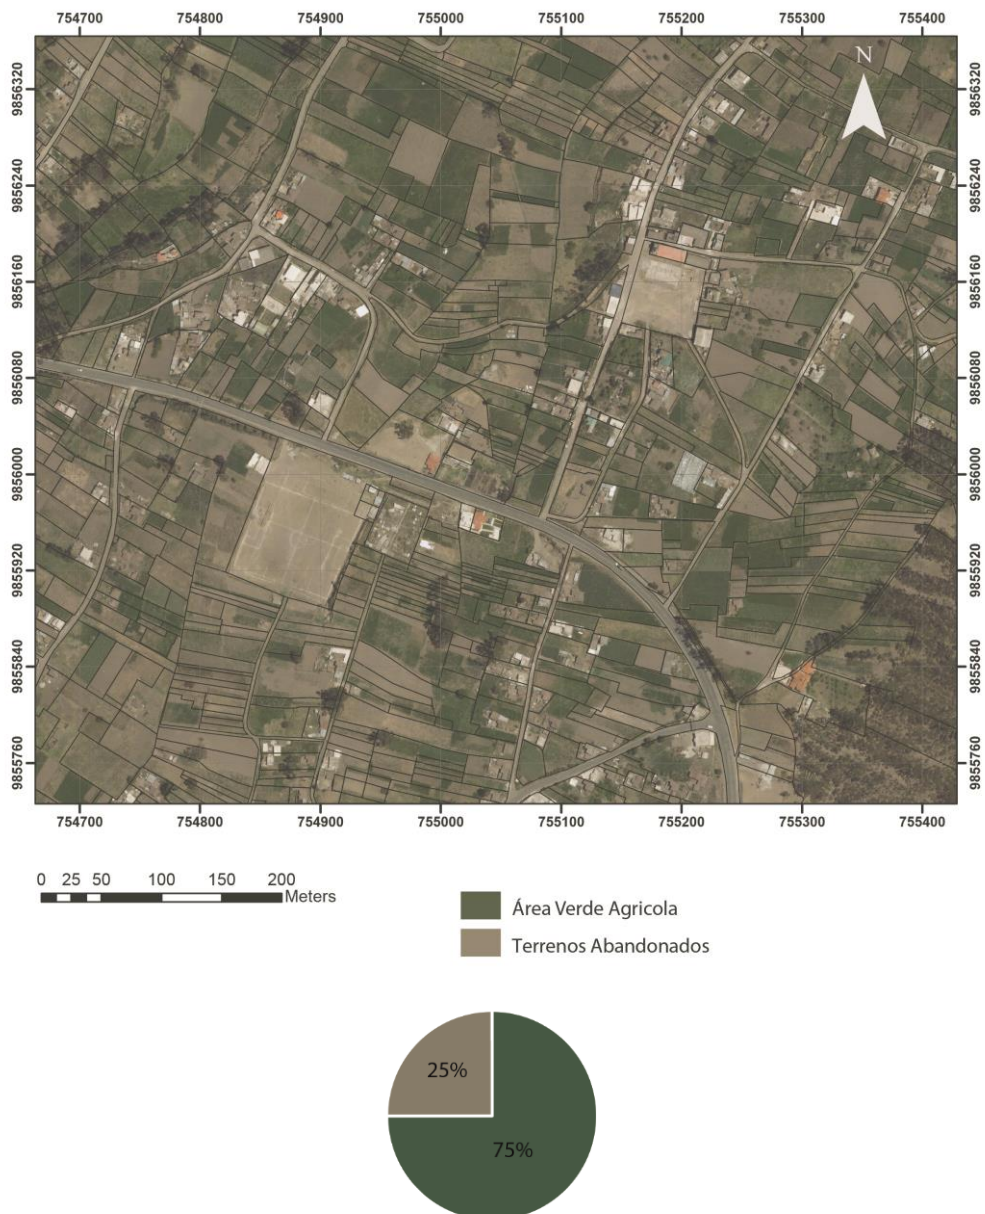 754700 754800 754900 755000 755100 755200 755300 755400
N
9856320 9856320
9856240 9856240
9856160 9856160
9856080 9856080
9856000 9856000
9855920 9855920
9855840 9855840
9855760 9855760
754700 754800 754900 755000 755100 755200 755300 755400
0 25 50 100 150 200
Meters
Área Verde Agricola
Terrenos Abandonados
25%
75%